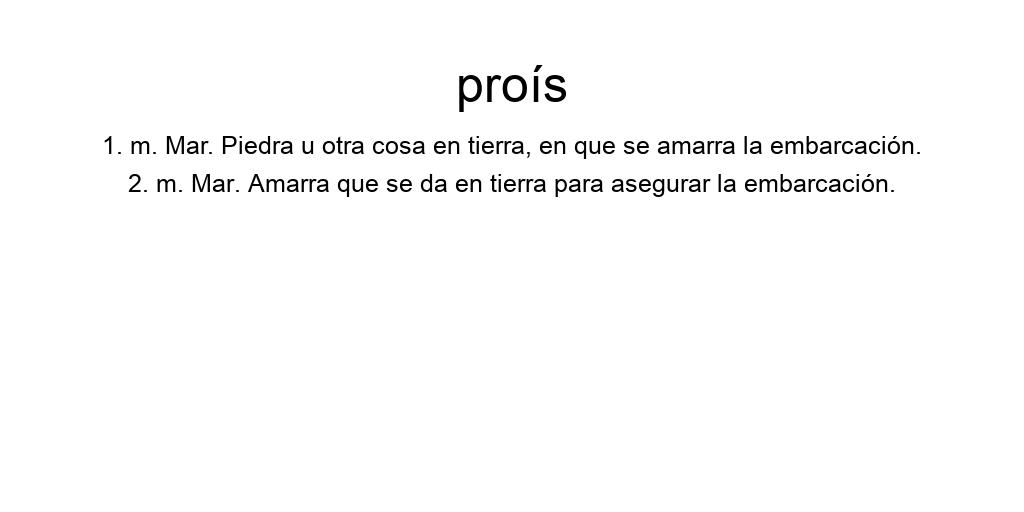 proís
1. m. Mar. Piedra u otra cosa en tierra, en que se amarra la embarcación.
2. m. Mar. Amarra que se da en tierra para asegurar la embarcación.